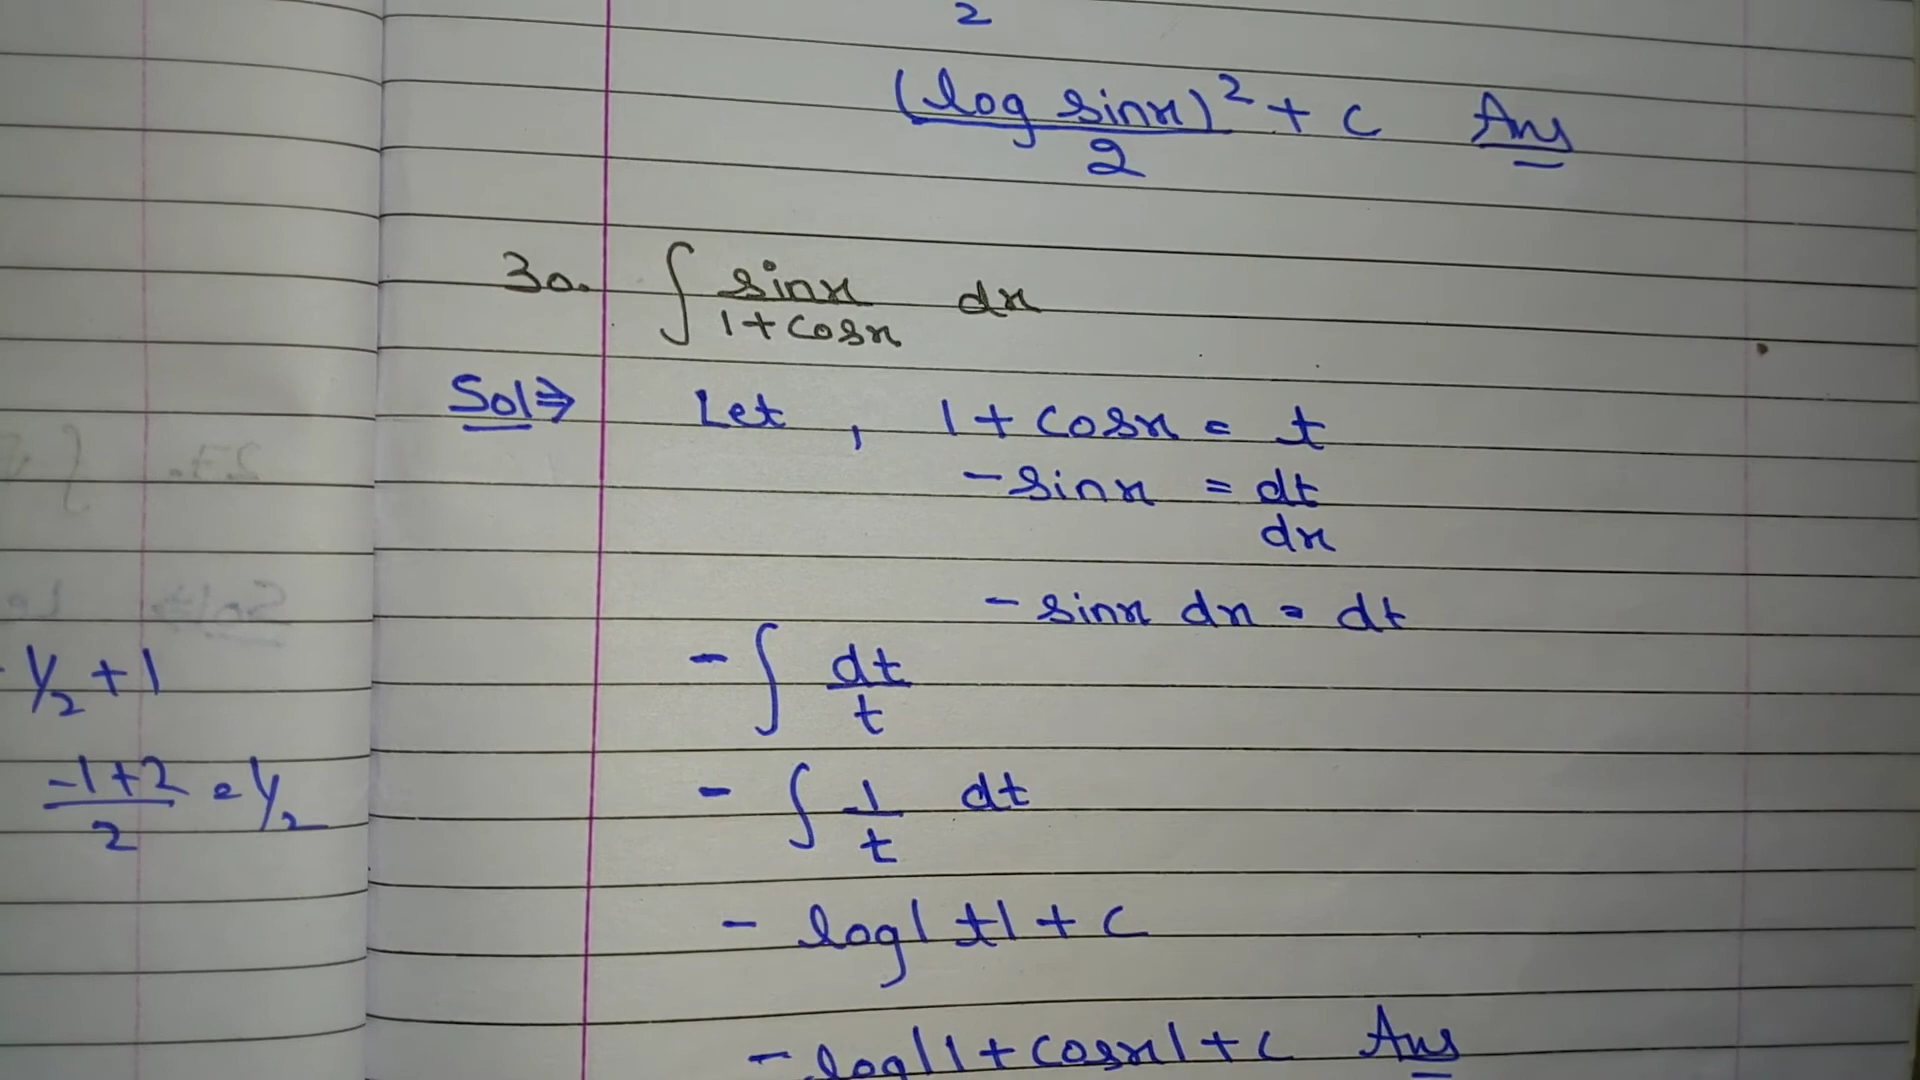 2
(log sinx)² + c Ans
2
30. ∫ sinx dx
1+cosx
Sol⇒ Let , 1 + cosx = t
- sinx = dt
dx
- sinx dx = dt
- ∫ dt
t
- ∫ 1 dt
t
- log|t| + c
- log|1 + cosx| + c Ans
- 1/2 + 1
-1+2 = 1/2
2